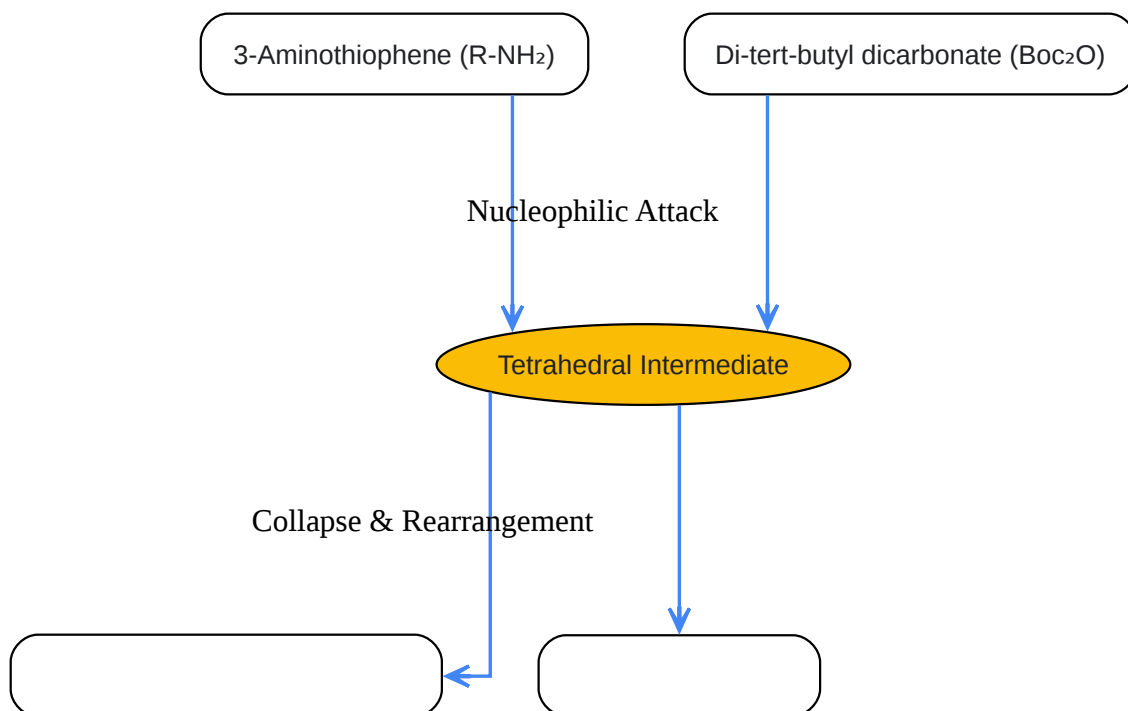 3-Aminothiophene (R-NH₂)
Di-tert-butyl dicarbonate (Boc₂O)
Nucleophilic Attack
Tetrahedral Intermediate
Collapse & Rearrangement